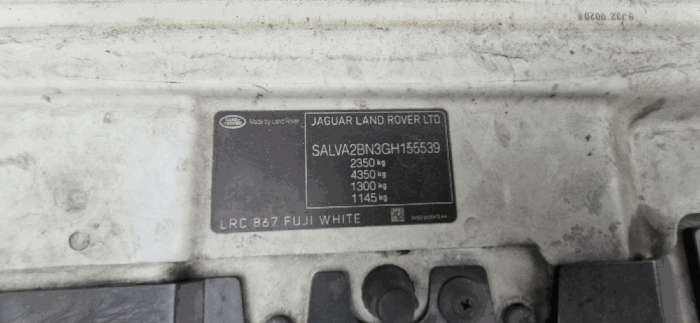 LAND ROVER
Made by Land Rover
JAGUAR LAND ROVER LTD
SALVA2BN3GH155539
2350 kg
4350 kg
1300 kg
1145 kg
LRC 867 FUJI WHITE